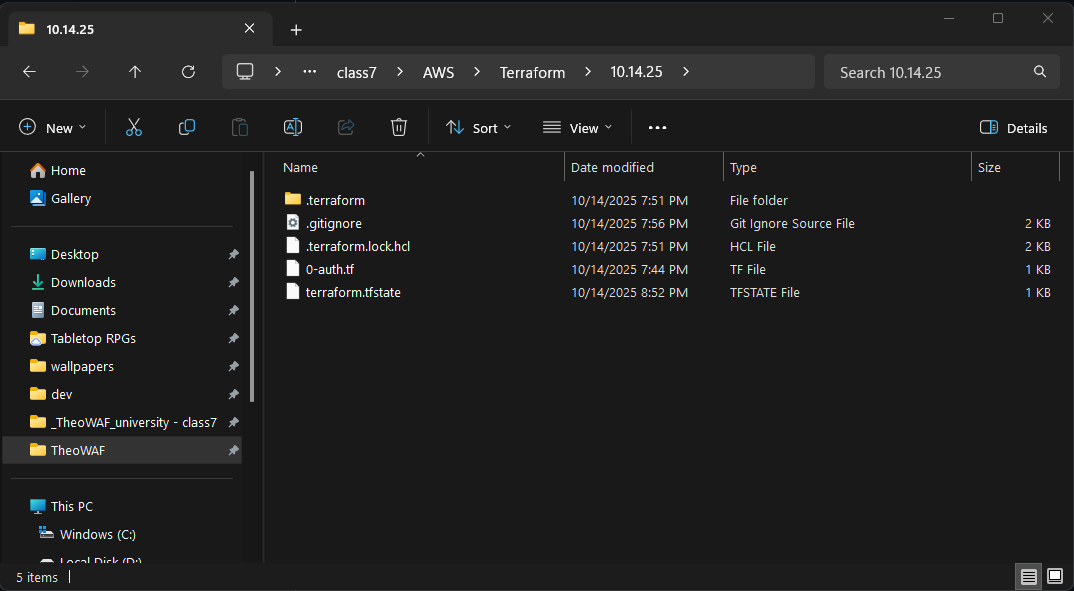 10.14.25
class7 AWS Terraform 10.14.25 Search 10.14.25
New Sort View Details
Home
Gallery
Desktop
Downloads
Documents
Tabletop RPGs
wallpapers
dev
_TheoWAF_university - class7
TheoWAF
This PC
Windows (C:)
Local Disk (D:)
Name Date modified Type Size
.terraform 10/14/2025 7:51 PM File folder
.gitignore 10/14/2025 7:56 PM Git Ignore Source File 2 KB
.terraform.lock.hcl 10/14/2025 7:51 PM HCL File 2 KB
0-auth.tf 10/14/2025 7:44 PM TF File 1 KB
terraform.tfstate 10/14/2025 8:52 PM TFSTATE File 1 KB
5 items